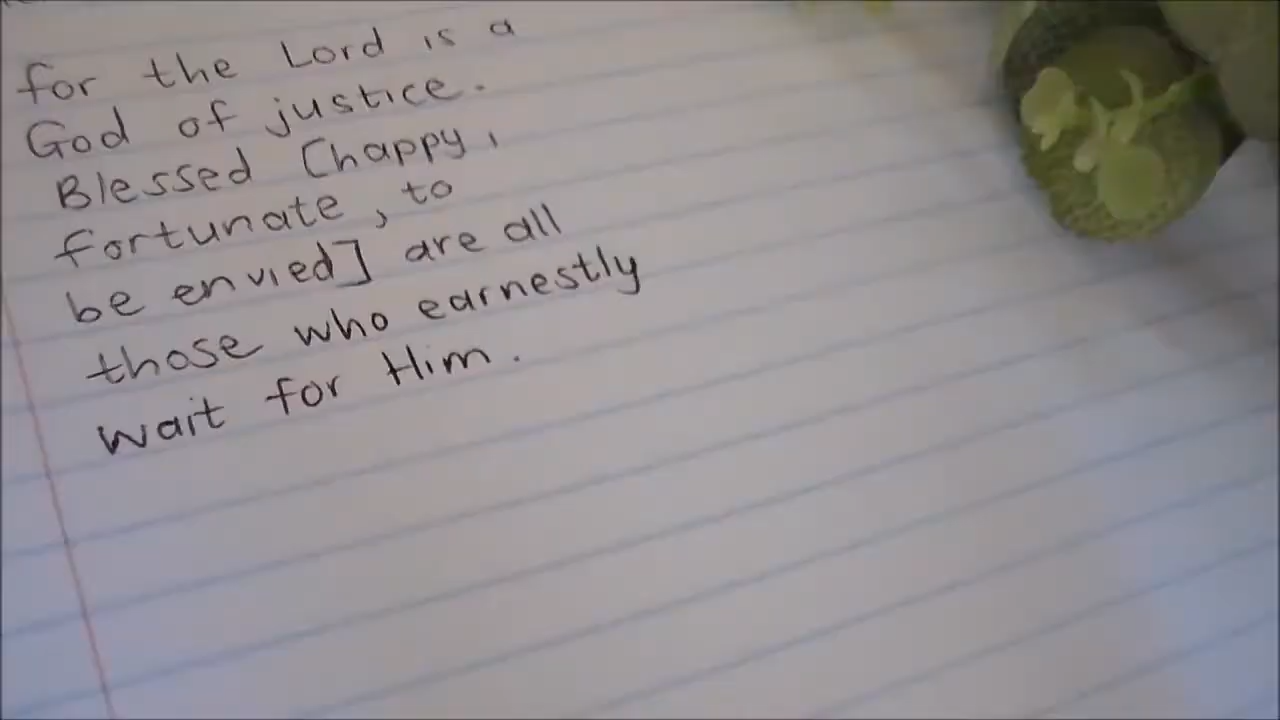 for the Lord is a
God of justice.
Blessed [happy,
fortunate, to
be envied] are all
those who earnestly
wait for Him.